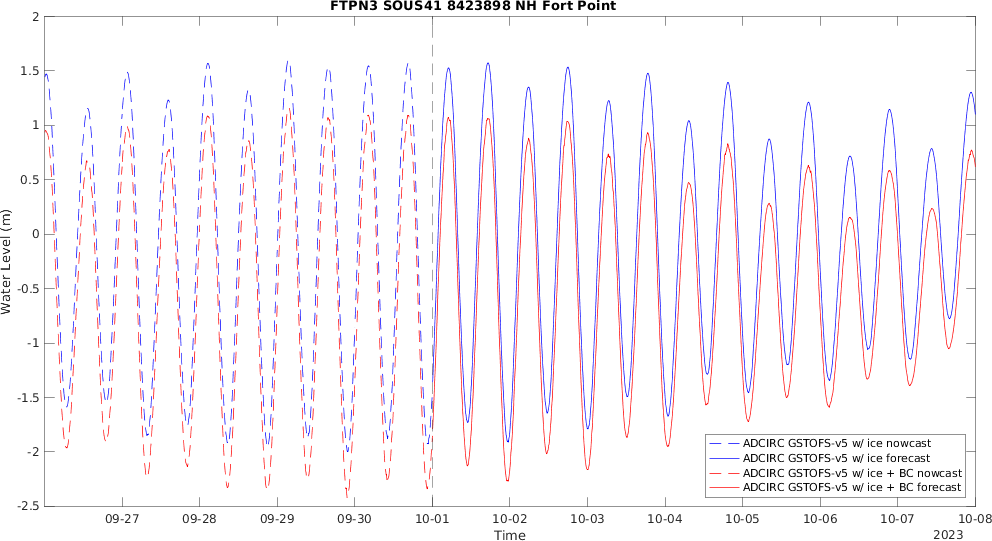 FTPN3 SOUS41 8423898 NH Fort Point
2
1.5
1
0.5
0
-0.5
-1
-1.5
-2
-2.5
Water Level (m)
ADCIRC GSTOFS-v5 w/ ice nowcast
ADCIRC GSTOFS-v5 w/ ice forecast
ADCIRC GSTOFS-v5 w/ ice + BC nowcast
ADCIRC GSTOFS-v5 w/ ice + BC forecast
09-27 09-28 09-29 09-30 10-01 10-02 10-03 10-04 10-05 10-06 10-07 10-08
Time
2023